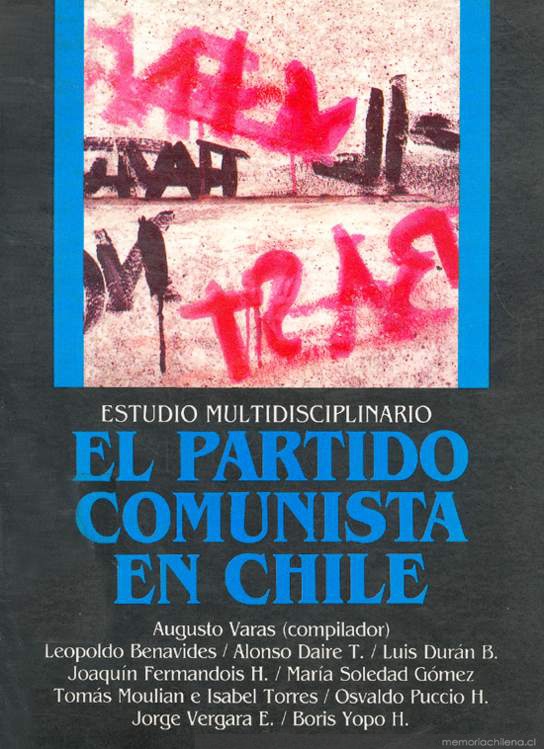 ESTUDIO MULTIDISCIPLINARIO
EL PARTIDO
COMUNISTA
EN CHILE
Augusto Varas (compilador)
Leopoldo Benavides / Alonso Daire T. / Luis Durán B.
Joaquín Fermandois H. / María Soledad Gómez
Tomás Moulian e Isabel Torres / Osvaldo Puccio H.
Jorge Vergara E. / Boris Yopo H.
memoriachilena.cl